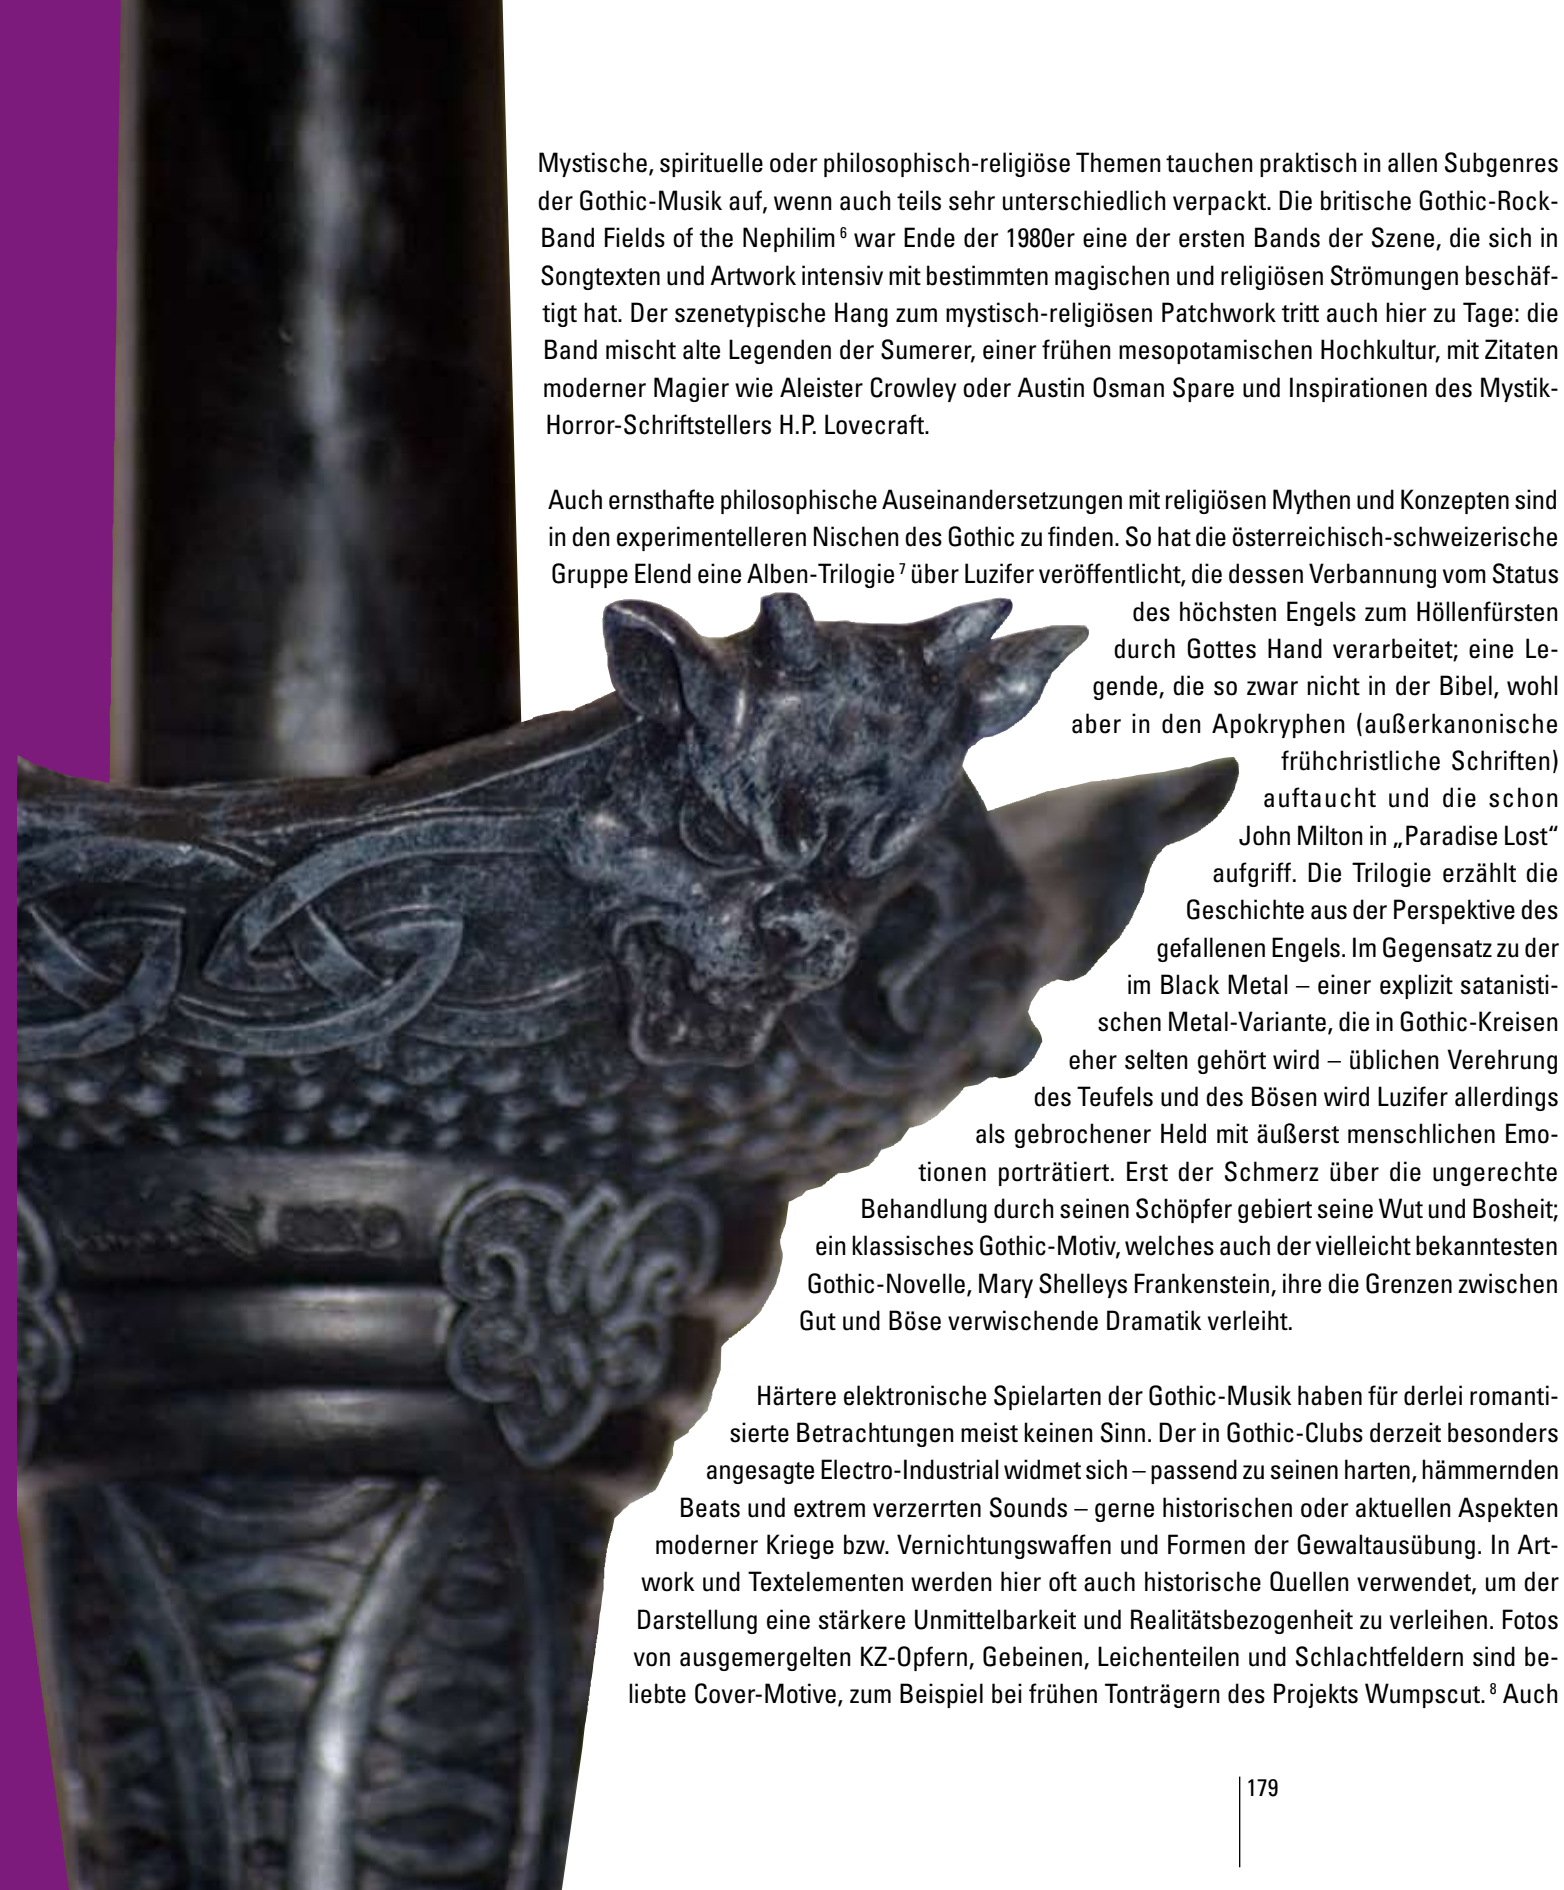 Mystische, spirituelle oder philosophisch-religiöse Themen tauchen praktisch in allen Subgenres
der Gothic-Musik auf, wenn auch teils sehr unterschiedlich verpackt. Die britische Gothic-Rock-
Band Fields of the Nephilim ⁶ war Ende der 1980er eine der ersten Bands der Szene, die sich in
Songtexten und Artwork intensiv mit bestimmten magischen und religiösen Strömungen beschäf-
tigt hat. Der szenetypische Hang zum mystisch-religiösen Patchwork tritt auch hier zu Tage: die
Band mischt alte Legenden der Sumerer, einer frühen mesopotamischen Hochkultur, mit Zitaten
moderner Magier wie Aleister Crowley oder Austin Osman Spare und Inspirationen des Mystik-
Horror-Schriftstellers H.P. Lovecraft.
Auch ernsthafte philosophische Auseinandersetzungen mit religiösen Mythen und Konzepten sind
in den experimentelleren Nischen des Gothic zu finden. So hat die österreichisch-schweizerische
Gruppe Elend eine Alben-Trilogie ⁷ über Luzifer veröffentlicht, die dessen Verbannung vom Status
des höchsten Engels zum Höllenfürsten
durch Gottes Hand verarbeitet; eine Le-
gende, die so zwar nicht in der Bibel, wohl
aber in den Apokryphen (außerkanonische
frühchristliche Schriften)
auftaucht und die schon
John Milton in „Paradise Lost“
aufgriff. Die Trilogie erzählt die
Geschichte aus der Perspektive des
gefallenen Engels. Im Gegensatz zu der
im Black Metal – einer explizit satanisti-
schen Metal-Variante, die in Gothic-Kreisen
eher selten gehört wird – üblichen Verehrung
des Teufels und des Bösen wird Luzifer allerdings
als gebrochener Held mit äußerst menschlichen Emo-
tionen porträtiert. Erst der Schmerz über die ungerechte
Behandlung durch seinen Schöpfer gebiert seine Wut und Bosheit;
ein klassisches Gothic-Motiv, welches auch der vielleicht bekanntesten
Gothic-Novelle, Mary Shelleys Frankenstein, ihre die Grenzen zwischen
Gut und Böse verwischende Dramatik verleiht.
Härtere elektronische Spielarten der Gothic-Musik haben für derlei romanti-
sierte Betrachtungen meist keinen Sinn. Der in Gothic-Clubs derzeit besonders
angesagte Electro-Industrial widmet sich – passend zu seinen harten, hämmernden
Beats und extrem verzerrten Sounds – gerne historischen oder aktuellen Aspekten
moderner Kriege bzw. Vernichtungswaffen und Formen der Gewaltausübung. In Art-
work und Textelementen werden hier oft auch historische Quellen verwendet, um der
Darstellung eine stärkere Unmittelbarkeit und Realitätsbezogenheit zu verleihen. Fotos
von ausgemergelten KZ-Opfern, Gebeinen, Leichenteilen und Schlachtfeldern sind be-
liebte Cover-Motive, zum Beispiel bei frühen Tonträgern des Projekts Wumpscut. ⁸ Auch
179